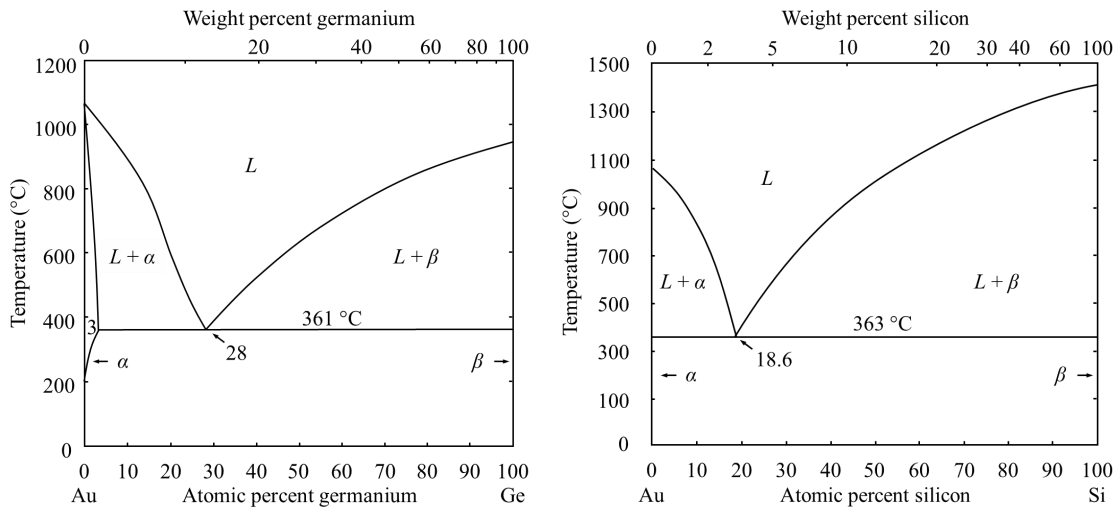 Weight percent germanium
0 20 40 60 80 100
1200
1000
800
600
400
200
0
Temperature (°C)
L
L + α
L + β
361 °C
3
28
α
β
0 10 20 30 40 50 60 70 80 90 100
Au Atomic percent germanium Ge
Weight percent silicon
0 2 5 10 20 30 40 60 100
1500
1300
1100
900
700
500
300
100
0
Temperature (°C)
L
L + α
L + β
363 °C
18.6
α
β
0 10 20 30 40 50 60 70 80 90 100
Au Atomic percent silicon Si